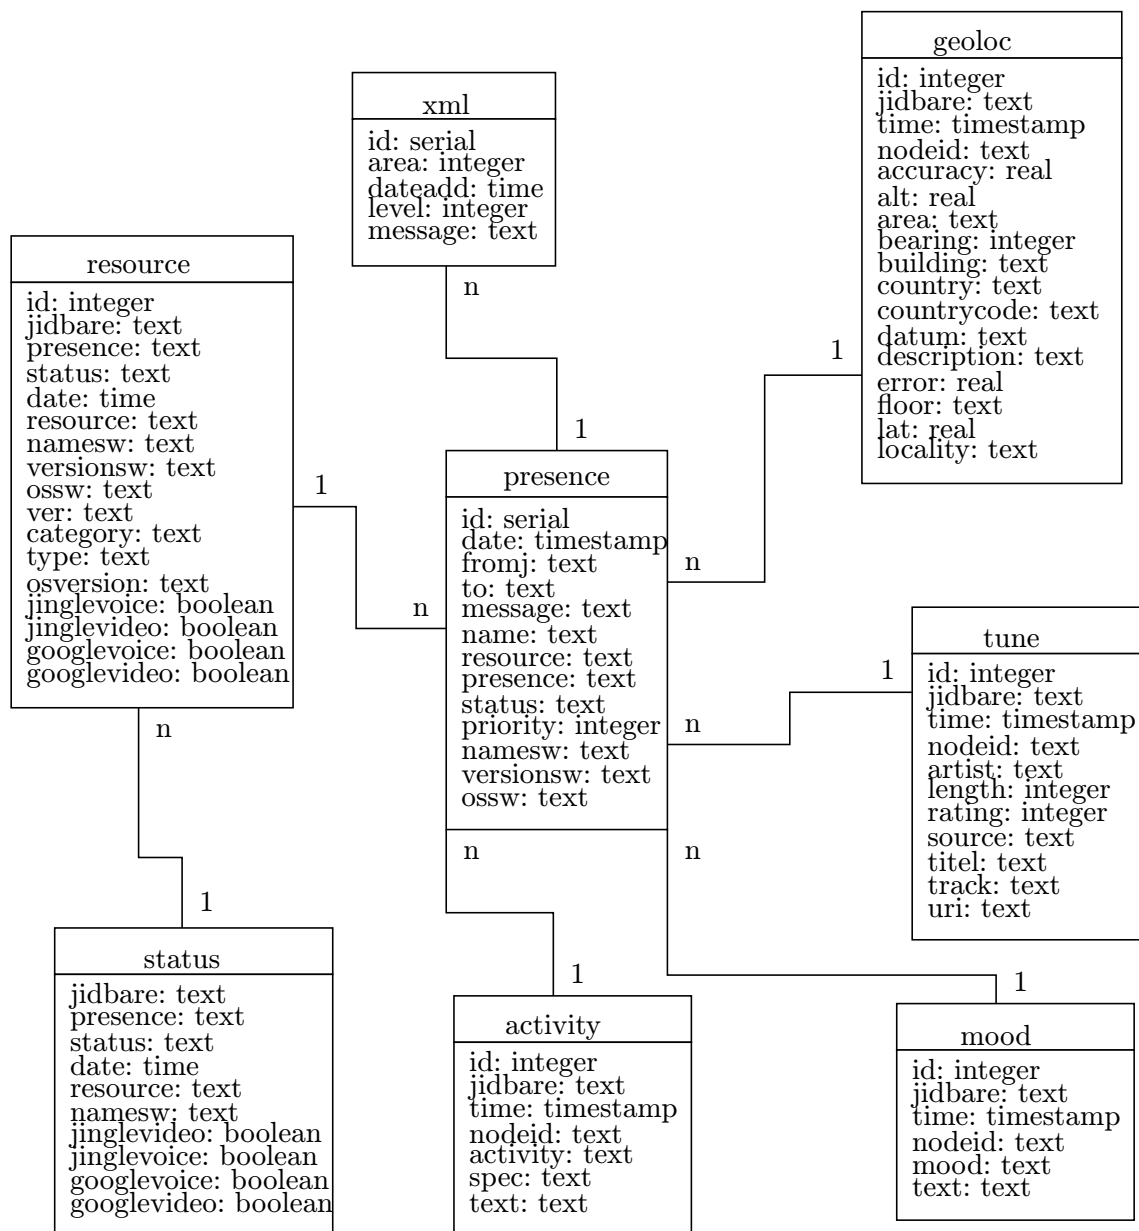 geoloc
id: integer
jidbare: text
time: timestamp
nodeid: text
accuracy: real
alt: real
area: text
bearing: integer
building: text
country: text
countrycode: text
datum: text
description: text
error: real
floor: text
lat: real
locality: text
xml
id: serial
area: integer
dateadd: time
level: integer
message: text
n
1
resource
id: integer
jidbare: text
presence: text
status: text
date: time
resource: text
namesw: text
versionsw: text
ossw: text
ver: text
category: text
type: text
osversion: text
jinglevoice: boolean
jinglevideo: boolean
googlevoice: boolean
googlevideo: boolean
1
n
1
n
presence
id: serial
date: timestamp
fromj: text
to: text
message: text
name: text
resource: text
presence: text
status: text
priority: integer
namesw: text
versionsw: text
ossw: text
n
1
tune
id: integer
jidbare: text
time: timestamp
nodeid: text
artist: text
length: integer
rating: integer
source: text
titel: text
track: text
uri: text
1
n
n
n
n
1
status
jidbare: text
presence: text
status: text
date: time
resource: text
namesw: text
jinglevideo: boolean
jinglevoice: boolean
googlevoice: boolean
googlevideo: boolean
1
activity
id: integer
jidbare: text
time: timestamp
nodeid: text
activity: text
spec: text
text: text
1
mood
id: integer
jidbare: text
time: timestamp
nodeid: text
mood: text
text: text